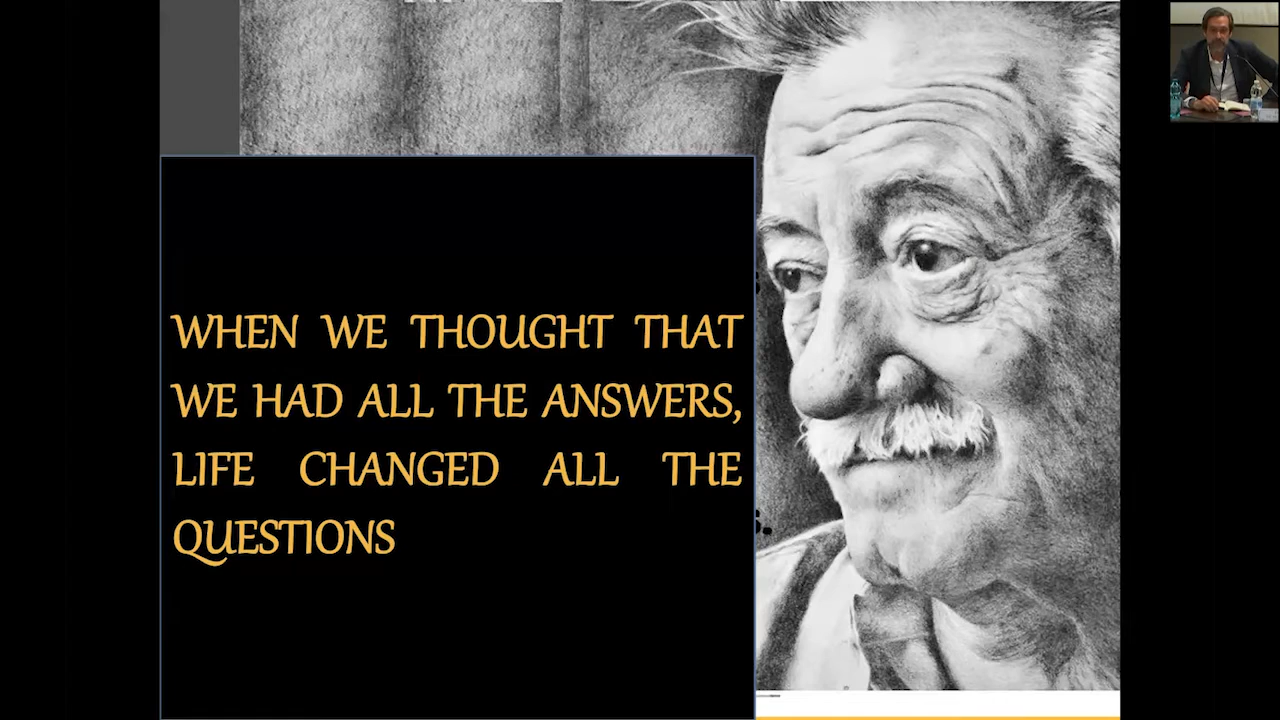 WHEN WE THOUGHT THAT
WE HAD ALL THE ANSWERS,
LIFE CHANGED ALL THE
QUESTIONS